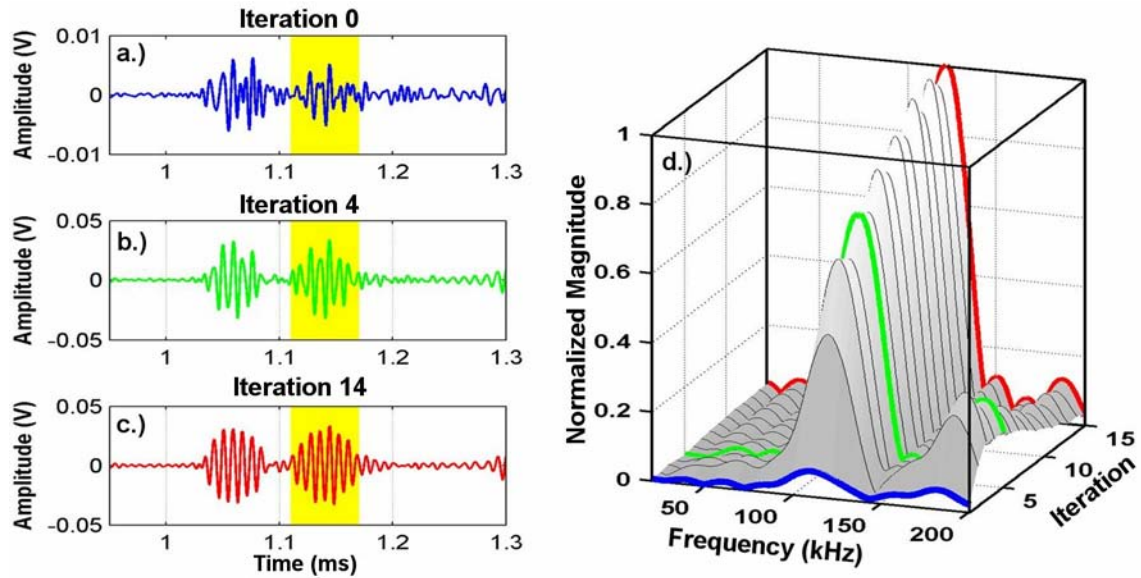 Iteration 0
a.)
Amplitude (V)
0.01
0
-0.01
1
1.1
1.2
1.3
Iteration 4
b.)
Amplitude (V)
0.05
0
-0.05
1
1.1
1.2
1.3
Iteration 14
c.)
Amplitude (V)
0.05
0
-0.05
1
1.1
1.2
1.3
Time (ms)
d.)
Normalized Magnitude
1
0.8
0.6
0.4
0.2
0
50
100
150
200
Frequency (kHz)
5
10
15
Iteration